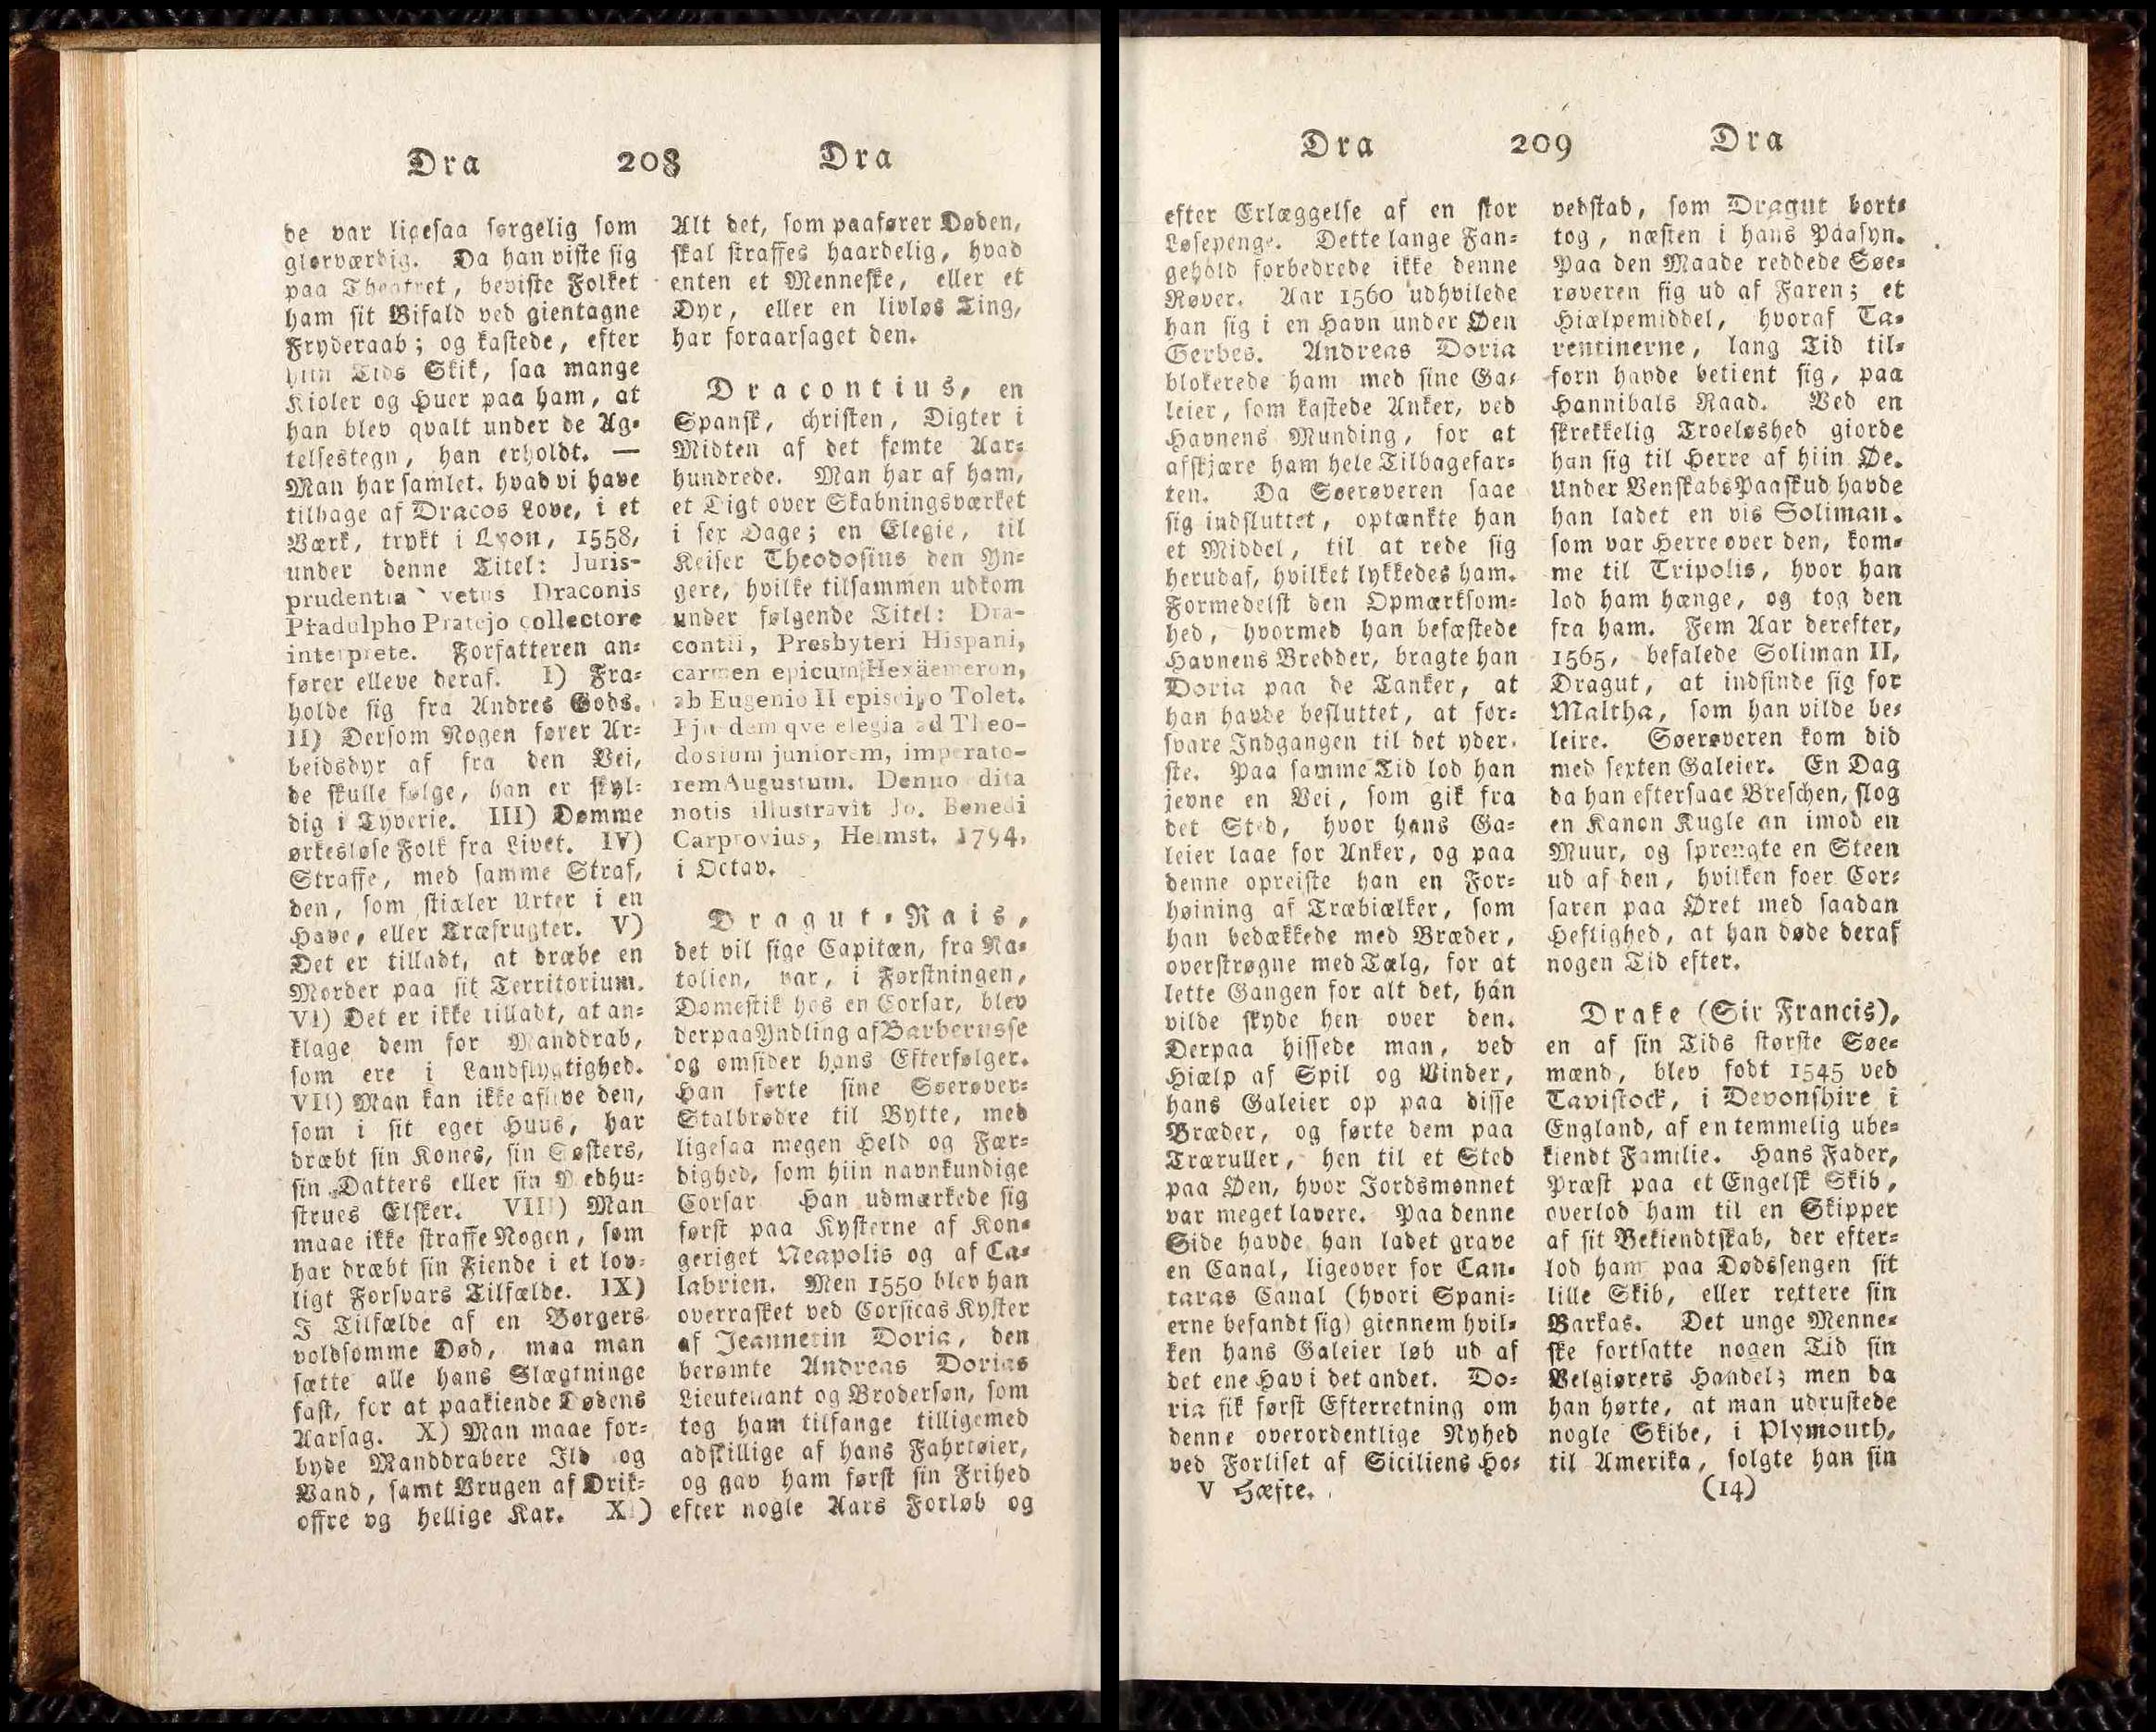 Dra 208 Dra
de var ligesaa sørgelig som
glorværdig. Da han viste sig
paa Theatret, beviste Folket
ham sit Bifald ved gientagne
Fryderaab; og kastede, efter
hiin Tids Skik, saa mange
Kioler og Huer paa ham, at
han blev qvalt under de Ag-
telsestegn, han erholdt. —
Man har samlet. hvad vi have
tilbage af Dracos Love, i et
Værk, trykt i Lyon, 1558,
under denne Titel: Juris-
prudentia vetus Draconis
Pradulpho Pratejo collectore
interprete. Forfatteren an-
fører elleve deraf. I) Fra-
holde sig fra Andres Gods.
II) Dersom Nogen fører Ar-
beidsdyr af fra den Vei,
de skulle følge, han er skyl-
dig i Tyverie. III) Dømme
ørkesløse Folk fra Livet. IV)
Straffe, med samme Straf,
den, som stiæler Urter i en
Have, eller Træfrugter. V)
Det er tilladt, at dræbe en
Morder paa sit Territorium.
VI) Det er ikke tilladt, at an-
klage dem for Manddrab,
som ere i Landflygtighed.
VII) Man kan ikke aflive den,
som i sit eget Huus, har
dræbt sin Kones, sin Søsters,
sin Datters eller sin Medhu-
strues Elsker. VIII) Man
maae ikke straffe Nogen, som
har dræbt sin Fiende i et lov-
ligt Forsvars Tilfælde. IX)
I Tilfælde af en Borgers
voldsomme Død, maa man
sætte alle hans Slægtninge
fast, for at paakiende Dødens
Aarsag. X) Man maae for-
byde Manddrabere Ild og
Vand, samt Brugen af Drik-
offre og hellige Kar. XI)
Alt det, som paafører Døden,
skal straffes haardelig, hvad
enten et Menneske, eller et
Dyr, eller en livløs Ting,
har foraarsaget den.
Dracontius, en
Spansk, christen, Digter i
Midten af det femte Aar-
hundrede. Man har af ham,
et Digt over Skabningsværket
i sex Dage; en Elegie, til
Keiser Theodosius den Yn-
gere, hvilke tilsammen udkom
under følgende Titel: Dra-
contii, Presbyteri Hispani,
carmen epicum, Hexäemeron,
ab Eugenio II episcipo Tolet.
Ejusdemqve elegia ad Theo-
dosium juniorem, imperato-
rem Augustum. Denuo edita
notis illustravit Jo. Benedi
Carprovius, Helmst. 1794,
i Octav.
Dragut-Rais,
det vil sige Capitæn, fra Na-
tolien, var, i Førstningen,
Domestik hos en Corsar, blev
derpaa Yndling af Barberusse
og omsider hans Efterfølger.
Han førte sine Søerøver-
Stalbrødre til Bytte, med
ligesaa megen Held og Fær-
dighed, som hiin navnkundige
Corsar Han udmærkede sig
først paa Kysterne af Kon-
geriget Neapolis og af Ca-
labrien. Men 1550 blev han
overrasket ved Corsicas Kyster
af Jeannetin Doria, den
berømte Andreas Dorias
Lieutenant og Brodersøn, som
tog ham tilfange tilligemed
adskillige af hans Fahrtøier,
og gav ham først sin Frihed
efter nogle Aars Forløb og
Dra 209 Dra
efter Erlæggelse af en stor
Løsepenge. Dette lange Fan-
gehold forbedrede ikke denne
Røver. Aar 1560 udhvilede
han sig i en Havn under Øen
Gerbes. Andreas Doria
blokerede ham med sine Ga-
leier, som kastede Anker, ved
Havnens Munding, for at
afskjære ham hele Tilbagefar-
ten. Da Søerøveren saae
sig indsluttet, optænkte han
et Middel, til at rede sig
herudaf, hvilket lykkedes ham.
Formedelst den Opmærksom-
hed, hvormed han befæstede
Havnens Bredder, bragte han
Doria paa de Tanker, at
han havde besluttet, at for-
svare Indgangen til det yder-
ste. Paa samme Tid lod han
jevne en Vei, som gik fra
det Sted, hvor hans Ga-
leier laae for Anker, og paa
denne opreiste han en For-
høining af Træbiælker, som
han bedækkede med Bræder,
overstrøgne med Tælg, for at
lette Gangen for alt det, han
vilde skyde hen over den.
Derpaa hissede man, ved
Hiælp af Spil og Vinder,
hans Galeier op paa disse
Bræder, og førte dem paa
Træruller, hen til et Sted
paa Øen, hvor Jordsmonnet
var meget lavere. Paa denne
Side havde han ladet grave
en Canal, ligeover for Can-
taras Canal (hvori Spani-
erne befandt sig) giennem hvil-
ken hans Galeier løb ud af
det ene Hav i det andet. Do-
ria fik først Efterretning om
denne overordentlige Nyhed
ved Forliset af Siciliens Ho-
V Hæfte.
vedstad, som Dragut bort-
tog, næsten i hans Paasyn.
Paa den Maade reddede Søe-
røveren sig ud af Faren; et
Hiælpemiddel, hvoraf Ta-
rentinerne, lang Tid til-
forn havde betient sig, paa
Hannibals Raad. Ved en
skrekkelig Troeløshed giorde
han sig til Herre af hiin Øe.
Under Venskabs Paaskud havde
han ladet en vis Soliman.
som var Herre over den, kom-
me til Tripolis, hvor han
lod ham hænge, og tog den
fra ham. Fem Aar derefter,
1565, befalede Soliman II,
Dragut, at indfinde sig for
Maltha, som han vilde be-
leire. Søerøveren kom did
med sexten Galeier. En Dag
da han eftersaae Breschen, slog
en Kanon Kugle an imod en
Muur, og sprengte en Steen
ud af den, hvilken foer Cor-
saren paa Øret med saadan
Heftighed, at han døde deraf
nogen Tid efter.
Drake (Sir Francis),
en af sin Tids største Søe-
mænd, blev født 1545 ved
Tavistock, i Devonshire i
England, af en temmelig ube-
kiendt Familie. Hans Fader,
Præst paa et Engelsk Skib,
overlod ham til en Skipper
af sit Bekiendtskab, der efter-
lod ham paa Dødssengen sit
lille Skib, eller rettere sin
Barkas. Det unge Menne-
ske fortsatte nogen Tid sin
Velgiørers Handel; men da
han hørte, at man udrustede
nogle Skibe, i Plymouth,
til Amerika, solgte han sin
(14)